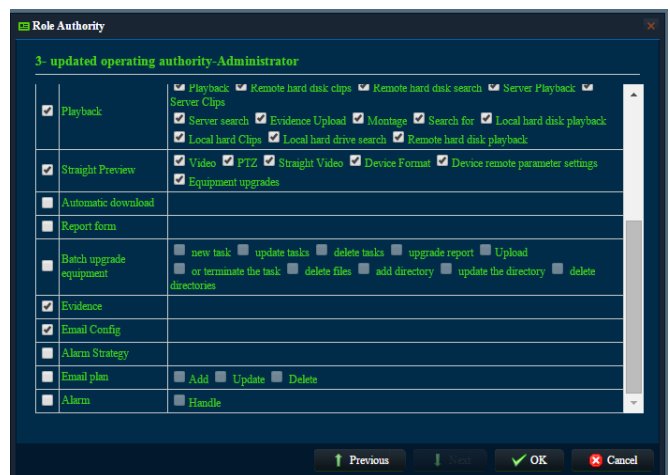 Role Authority
3- updated operating authority-Administrator
Playback Remote hard disk clips Remote hard disk search Server Playback
Server Clips
Playback
Server search Evidence Upload Montage Search for Local hard disk playback
Local hard Clips Local hard drive search Remote hard disk playback
Straight Preview
Video PTZ Straight Video Device Format Device remote parameter settings
Equipment upgrades
Automatic download
Report form
Batch upgrade
equipment
new task update tasks delete tasks upgrade report Upload
or terminate the task delete files add directory update the directory delete
directories
Evidence
Email Config
Alarm Strategy
Email plan
Add Update Delete
Alarm
Handle
Previous Next OK Cancel